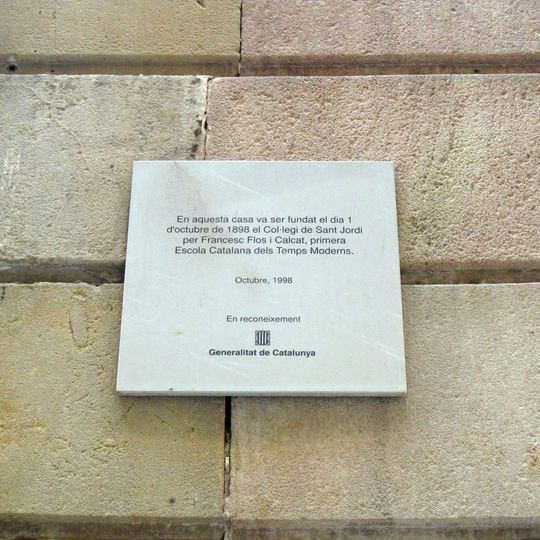 En aquesta casa va ser fundat el dia 1
d'octubre de 1898 el Col·legi de Sant Jordi
per Francesc Flos i Calcat, primera
Escola Catalana dels Temps Moderns.
Octubre, 1998
En reconeixement
Generalitat de Catalunya